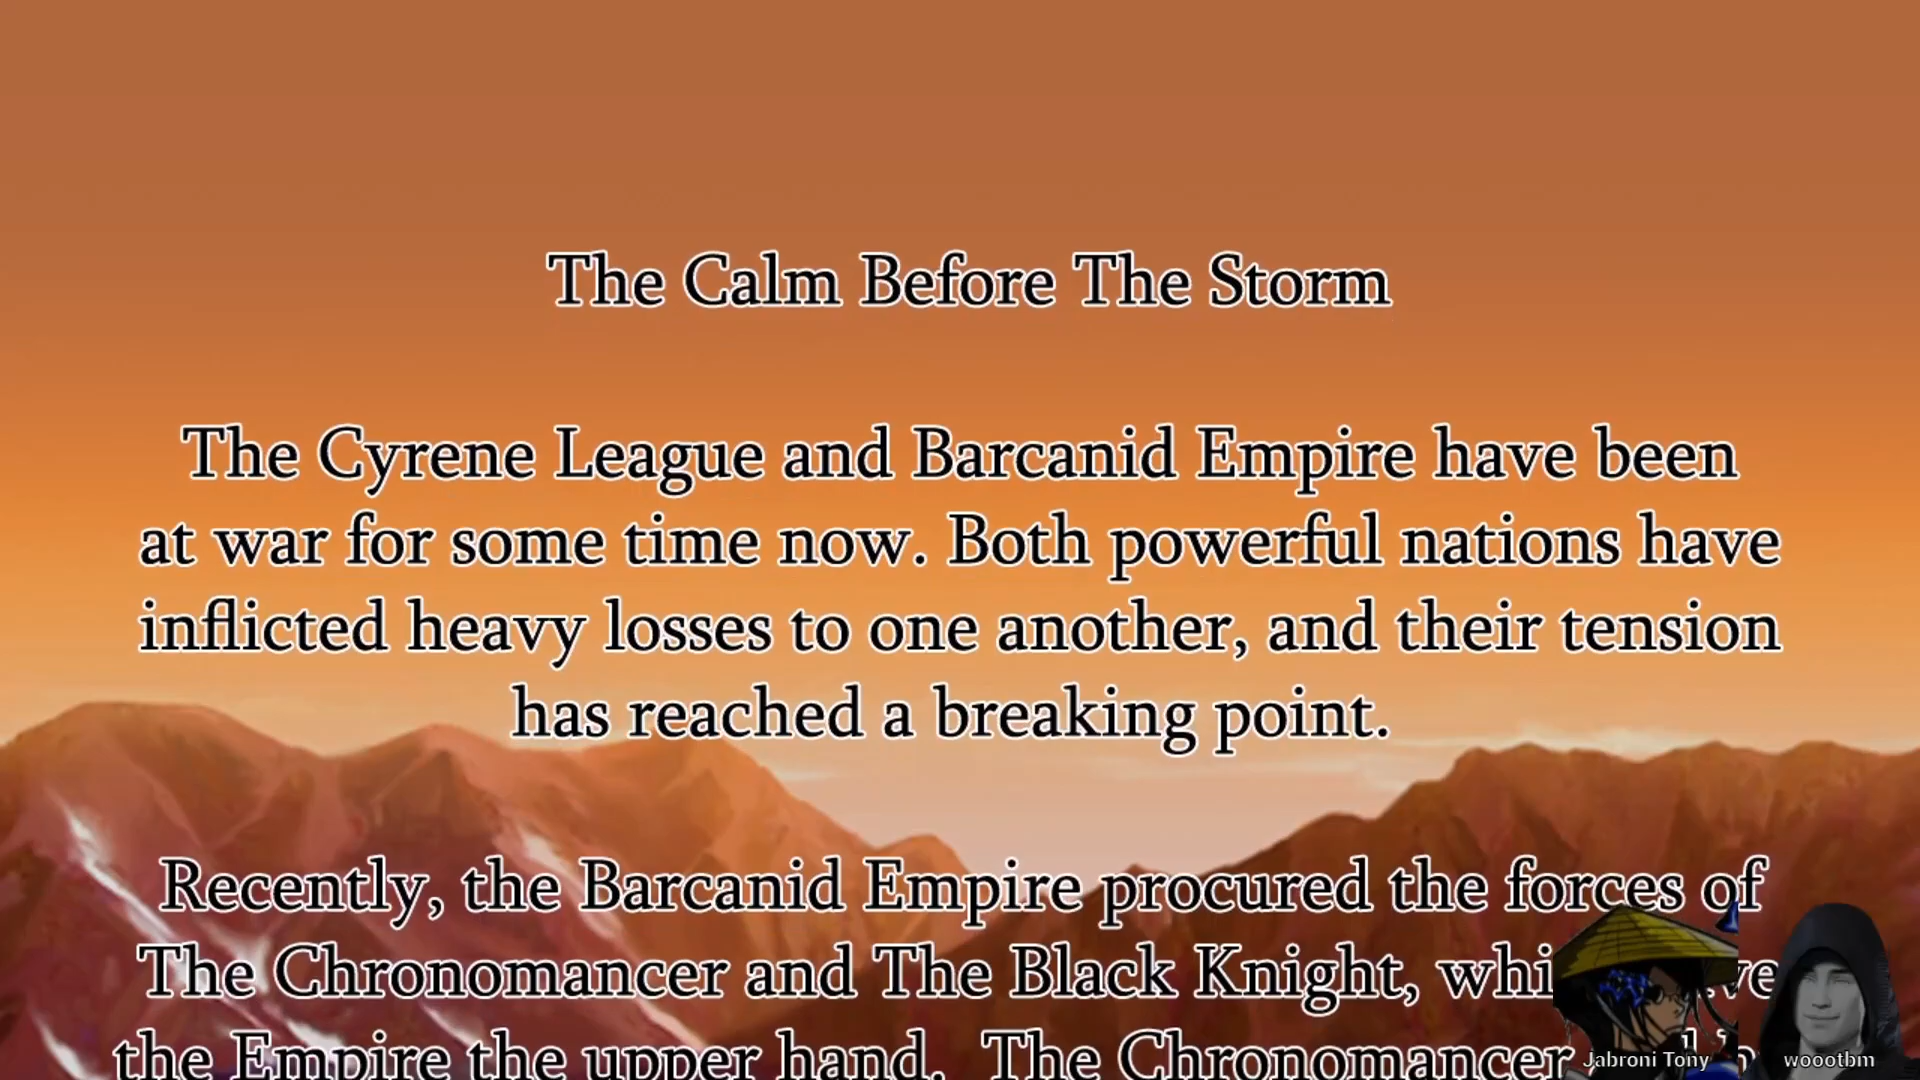 The Calm Before The Storm
The Cyrene League and Barcanid Empire have been
at war for some time now. Both powerful nations have
inflicted heavy losses to one another, and their tension
has reached a breaking point.
Recently, the Barcanid Empire procured the forces of
The Chronomancer and The Black Knight,
the Empire the upper hand. The Chronomancer
Jabroni Tony
woootbm